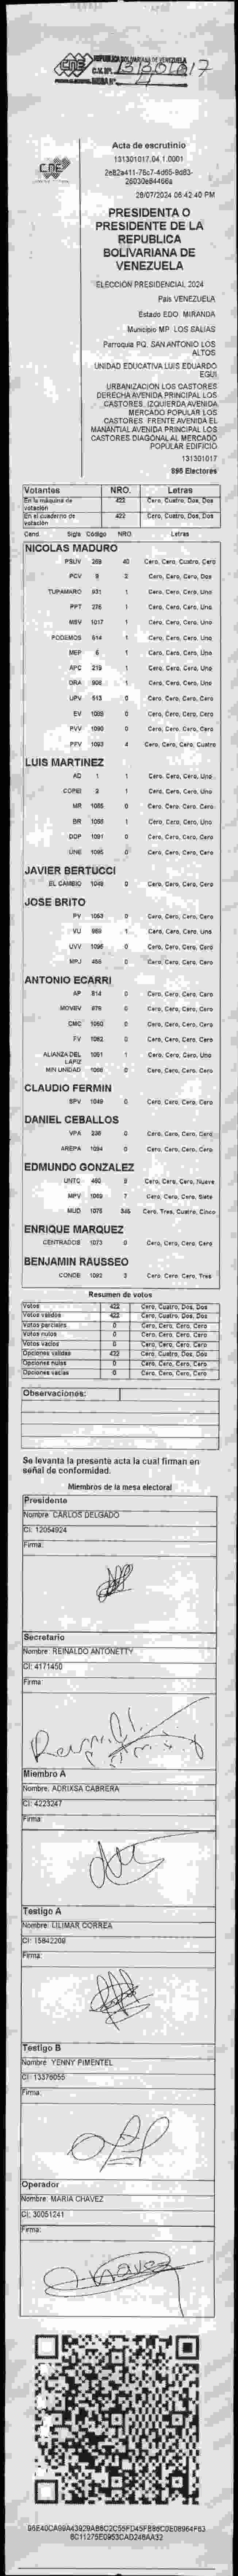 CNE
REPÚBLICA BOLIVARIANA DE VENEZUELA
Acta de escrutinio
131301017.04.1.0001
28/07/2024 06:42:40 PM
PRESIDENTA O
PRESIDENTE DE LA
REPUBLICA
BOLIVARIANA DE
VENEZUELA
ELECCIÓN PRESIDENCIAL 2024
País VENEZUELA
Estado EDO. MIRANDA
Municipio MP. LOS SALIAS
Parroquia PQ. SAN ANTONIO LOS
ALTOS
UNIDAD EDUCATIVA LUIS EDUARDO
EGUI
URBANIZACIÓN LOS CASTORES
DERECHA AVENIDA PRINCIPAL LOS
CASTORES. IZQUIERDA AVENIDA
MERCADO POPULAR LOS
CASTORES FRENTE AVENIDA EL
MANANTIAL AVENIDA PRINCIPAL LOS
CASTORES DIAGONAL AL MERCADO
POPULAR EDIFICIO
131301017
895 Electores
Votantes NRO. Letras
En la máquina de votación 422 Cero, Cuatro, Dos, Dos
En el cuaderno de votación 422 Cero, Cuatro, Dos, Dos
Cand. Sigla Código NRO. Letras
NICOLAS MADURO
PSUV 269 40 Cero, Cero, Cuatro, Cero
PCV 9 2 Cero, Cero, Cero, Dos
TUPAMARO 931 1 Cero, Cero, Cero, Uno
PPT 276 1 Cero, Cero, Cero, Uno
MSV 1017 1 Cero, Cero, Cero, Uno
PODEMOS 614 1 Cero, Cero, Cero, Uno
MEP 6 1 Cero, Cero, Cero, Uno
APC 219 1 Cero, Cero, Cero, Uno
ORA 908 1 Cero, Cero, Cero, Uno
UPV 513 0 Cero, Cero, Cero, Cero
EV 0 Cero, Cero, Cero, Cero
PVV 1090 0 Cero, Cero, Cero, Cero
PFV 1093 4 Cero, Cero, Cero, Cuatro
LUIS MARTINEZ
AD 1 1 Cero, Cero, Cero, Uno
COPEI 1 Cero, Cero, Cero, Uno
MR 1085 0 Cero, Cero, Cero, Cero
BR 1 Cero, Cero, Cero, Uno
DDP 1091 0 Cero, Cero, Cero, Cero
UNE 1095 0 Cero, Cero, Cero, Cero
JAVIER BERTUCCI
EL CAMBIO 1048 0 Cero, Cero, Cero, Cero
JOSE BRITO
PV 1053 0 Cero, Cero, Cero, Cero
VU 989 1 Cero, Cero, Cero, Uno
UVV 1096 0 Cero, Cero, Cero, Cero
MPJ 455 0 Cero, Cero, Cero, Cero
ANTONIO ECARRI
AP 814 0 Cero, Cero, Cero, Cero
MOVEV 979 0 Cero, Cero, Cero, Cero
CMC 1050 0 Cero, Cero, Cero, Cero
FV 1082 0 Cero, Cero, Cero, Cero
ALIANZA DEL LAPIZ 1051 1 Cero, Cero, Cero, Uno
MIN UNIDAD 0 Cero, Cero, Cero, Cero
CLAUDIO FERMIN
SPV 1049 0 Cero, Cero, Cero, Cero
DANIEL CEBALLOS
VPA 0 Cero, Cero, Cero, Cero
AREPA 1094 0 Cero, Cero, Cero, Cero
EDMUNDO GONZALEZ
UNTC 9 Cero, Cero, Cero, Nueve
MPV 1069 7 Cero, Cero, Cero, Siete
MUD 1075 345 Cero, Tres, Cuatro, Cinco
ENRIQUE MARQUEZ
CENTRADOS 1073 0 Cero, Cero, Cero, Cero
BENJAMIN RAUSSEO
CONDE 1092 3 Cero, Cero, Cero, Tres
Resumen de votos
Votos 422 Cero, Cuatro, Dos, Dos
Votos válidos 422 Cero, Cuatro, Dos, Dos
Votos parciales 0 Cero, Cero, Cero, Cero
Votos nulos 0 Cero, Cero, Cero, Cero
Votos vacíos 0 Cero, Cero, Cero, Cero
Opciones válidas 422 Cero, Cuatro, Dos, Dos
Opciones nulas 0 Cero, Cero, Cero, Cero
Opciones vacías 0 Cero, Cero, Cero, Cero
Observaciones:
Se levanta la presente acta la cual firman en
señal de conformidad.
Miembros de la mesa electoral
Presidente
Nombre: CARLOS DELGADO
CI: 12054924
Firma:
Secretario
Nombre: REINALDO ANTONETTY
CI: 4171450
Firma:
Miembro A
Nombre: ADRIXSA CABRERA
CI: 4223247
Firma:
Testigo A
Nombre: LILIMAR CORREA
CI: 15842209
Firma:
Testigo B
Nombre: YENNY PIMENTEL
CI: 13376055
Firma:
Operador
Nombre: MARIA CHAVEZ
CI: 30051241
Firma:
Chavez